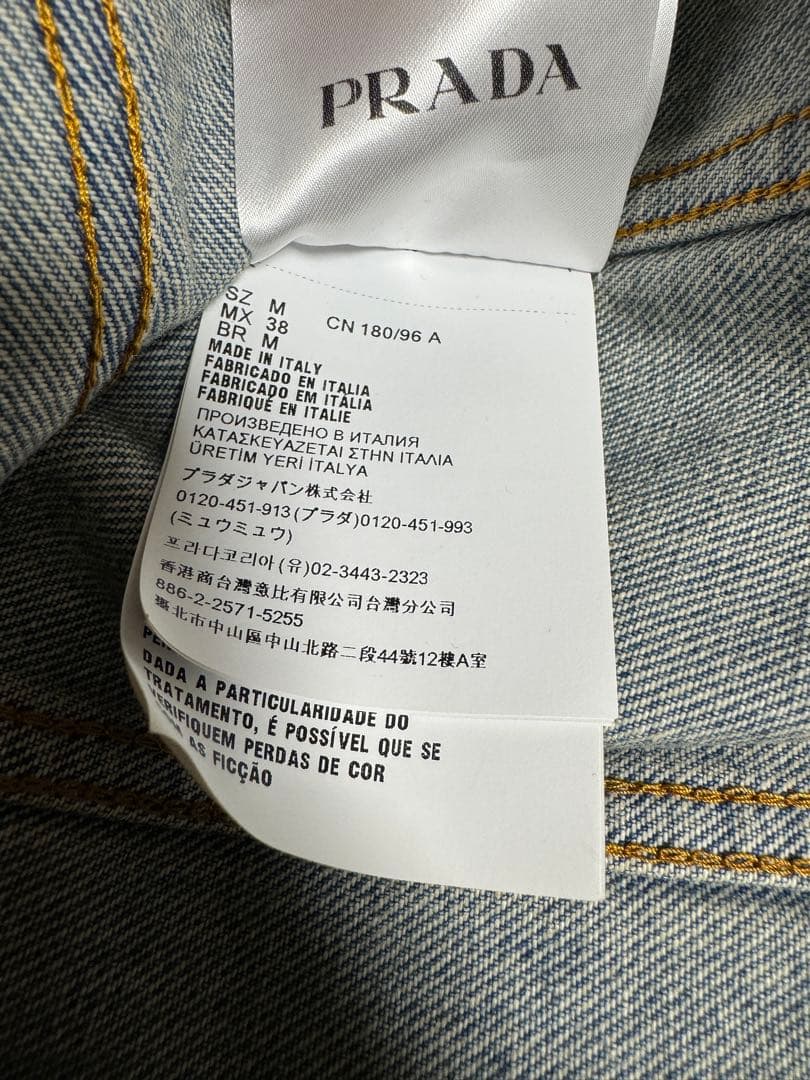 PRADA
SZ M
MX 38 CN 180/96 A
BR M
MADE IN ITALY
FABRICADO EN ITALIA
FABRICADO EM ITÁLIA
FABRIQUÉ EN ITALIE
ПРОИЗВЕДЕНО В ИТАЛИЯ
ΚΑΤΑΣΚΕΥΑΖΕΤΑΙ ΣΤΗΝ ΙΤΑΛΙΑ
ÜRETİM YERİ İTALYA
プラダジャパン株式会社
0120-451-913(プラダ)0120-451-993
(ミュウミュウ)
프라다코리아(유)02-3443-2323
香港商台灣意比有限公司台灣分公司
886-2-2571-5255
臺北市中山區中山北路二段44號12樓A室
DADA A PARTICULARIDADE DO
TRATAMENTO, É POSSÍVEL QUE SE
VERIFIQUEM PERDAS DE COR
AS FICÇÃO